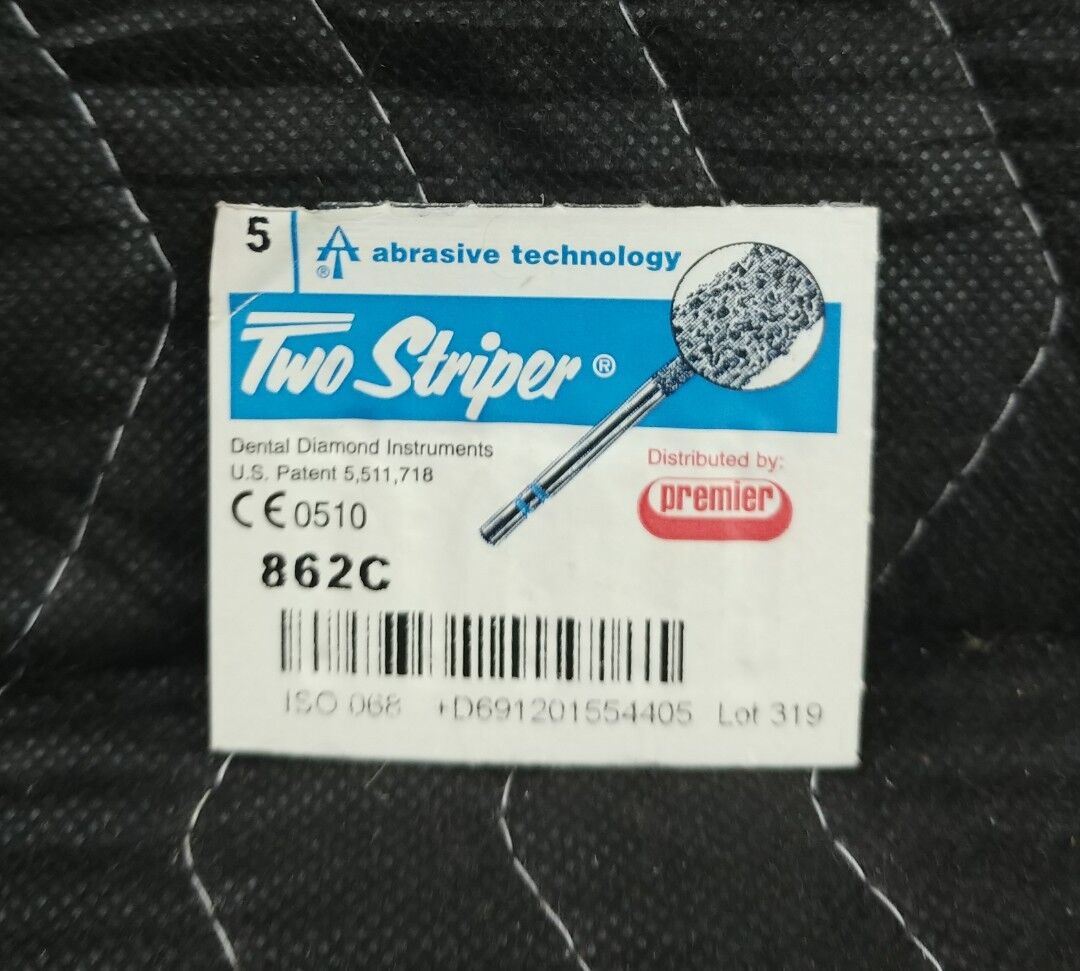 5
abrasive technology
Two Striper®
Dental Diamond Instruments
U.S. Patent 5,511,718
Distributed by:
premier
CE 0510
862C
ISO 068 +D691201554405 Lot 319